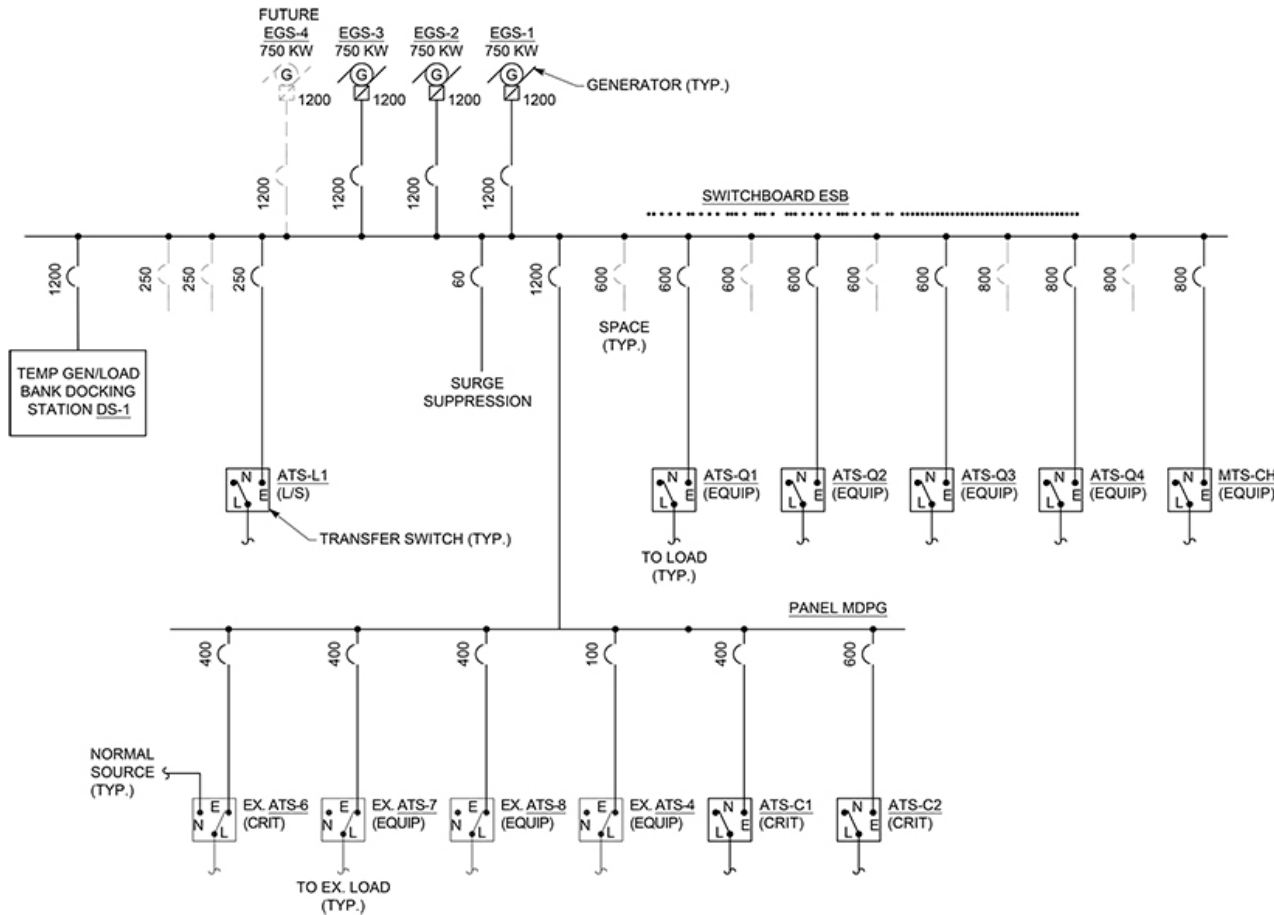 FUTURE
EGS-4 EGS-3 EGS-2 EGS-1
750 KW 750 KW 750 KW 750 KW
G G G G
GENERATOR (TYP.)
1200 1200 1200 1200
1200 1200 1200 1200
SWITCHBOARD ESB
1200 250 250 250 60 1200 600 600 600 600 600 600 800 800 800 800
SPACE
(TYP.)
TEMP GEN/LOAD
BANK DOCKING
STATION DS-1
SURGE
SUPPRESSION
N L E
ATS-L1
(L/S)
TRANSFER SWITCH (TYP.)
N L E
ATS-Q1
(EQUIP)
TO LOAD
(TYP.)
N L E
ATS-Q2
(EQUIP)
N L E
ATS-Q3
(EQUIP)
N L E
ATS-Q4
(EQUIP)
N L E
MTS-CH
(EQUIP)
PANEL MDPG
400 400 400 100 400 600
NORMAL
SOURCE
(TYP.)
E N L
EX. ATS-6
(CRIT)
E N L
EX. ATS-7
(EQUIP)
TO EX. LOAD
(TYP.)
E N L
EX. ATS-8
(EQUIP)
E N L
EX. ATS-4
(EQUIP)
N L E
ATS-C1
(CRIT)
N L E
ATS-C2
(CRIT)